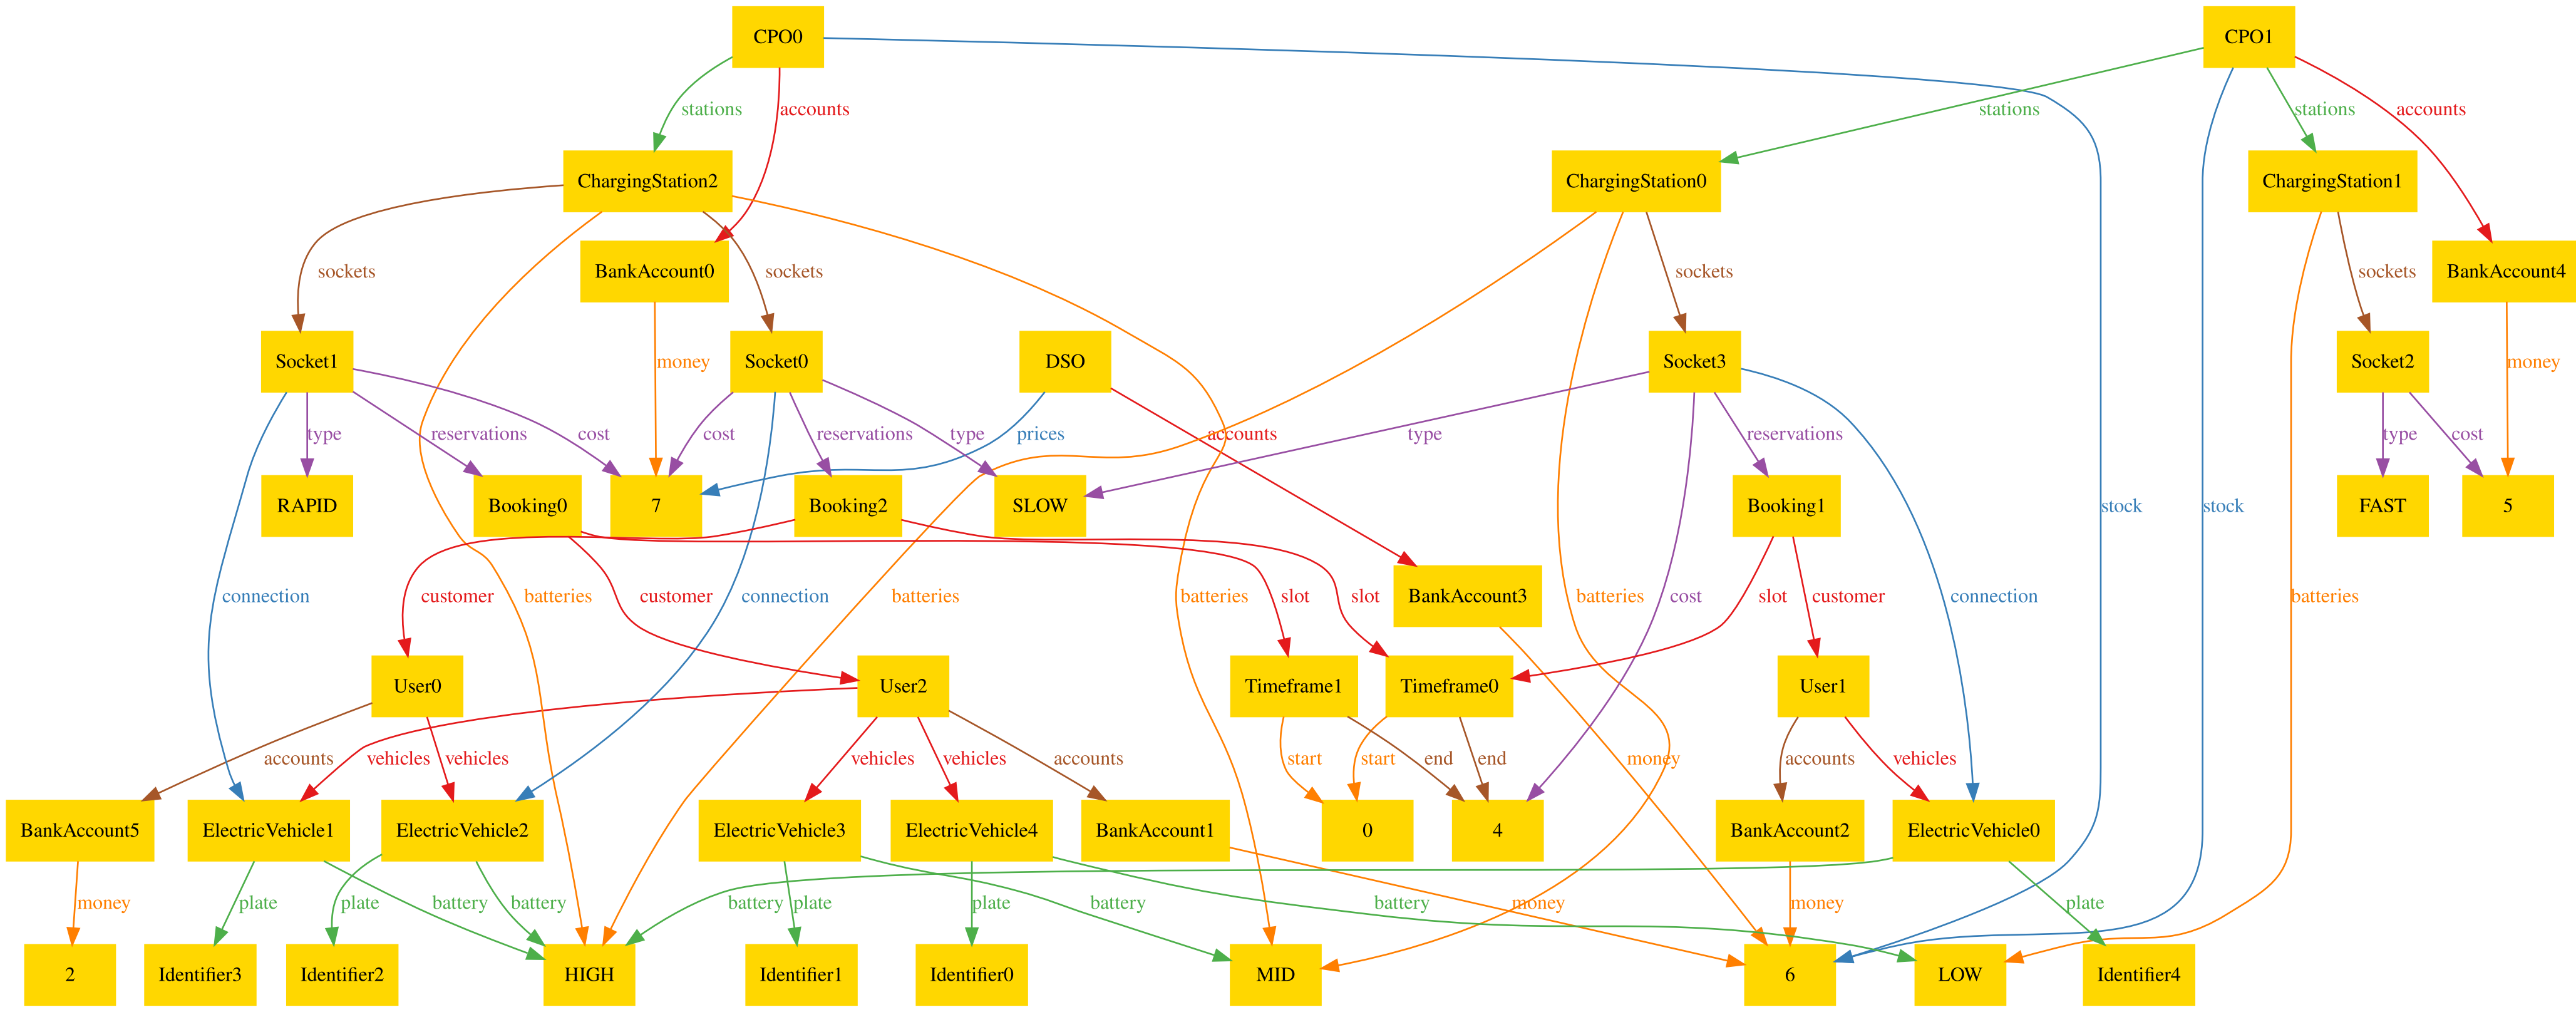 CPO0
CPO1
stations
accounts
stations
stations
accounts
ChargingStation2
ChargingStation0
ChargingStation1
sockets
BankAccount0
sockets
sockets
sockets
BankAccount4
Socket1
money
Socket0
DSO
Socket3
Socket2
money
type
reservations
cost
cost
reservations
type
prices
accounts
type
reservations
type
cost
RAPID
Booking0
7
Booking2
SLOW
Booking1
stock
stock
FAST
5
connection
customer
batteries
customer
connection
batteries
batteries
slot
slot
BankAccount3
batteries
cost
slot
customer
connection
batteries
User0
User2
Timeframe1
Timeframe0
User1
accounts
vehicles
vehicles
vehicles
vehicles
accounts
start
start
end
end
money
accounts
vehicles
BankAccount5
ElectricVehicle1
ElectricVehicle2
ElectricVehicle3
ElectricVehicle4
BankAccount1
0
4
BankAccount2
ElectricVehicle0
money
plate
plate
battery
battery
battery
plate
plate
battery
battery
money
money
plate
2
Identifier3
Identifier2
HIGH
Identifier1
Identifier0
MID
6
LOW
Identifier4